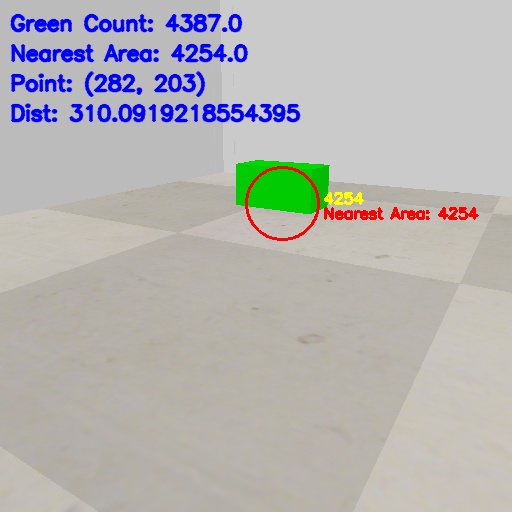 Green Count: 4387.0
Nearest Area: 4254.0
Point: (282, 203)
Dist: 310.0919218554395
4254
Nearest Area: 4254